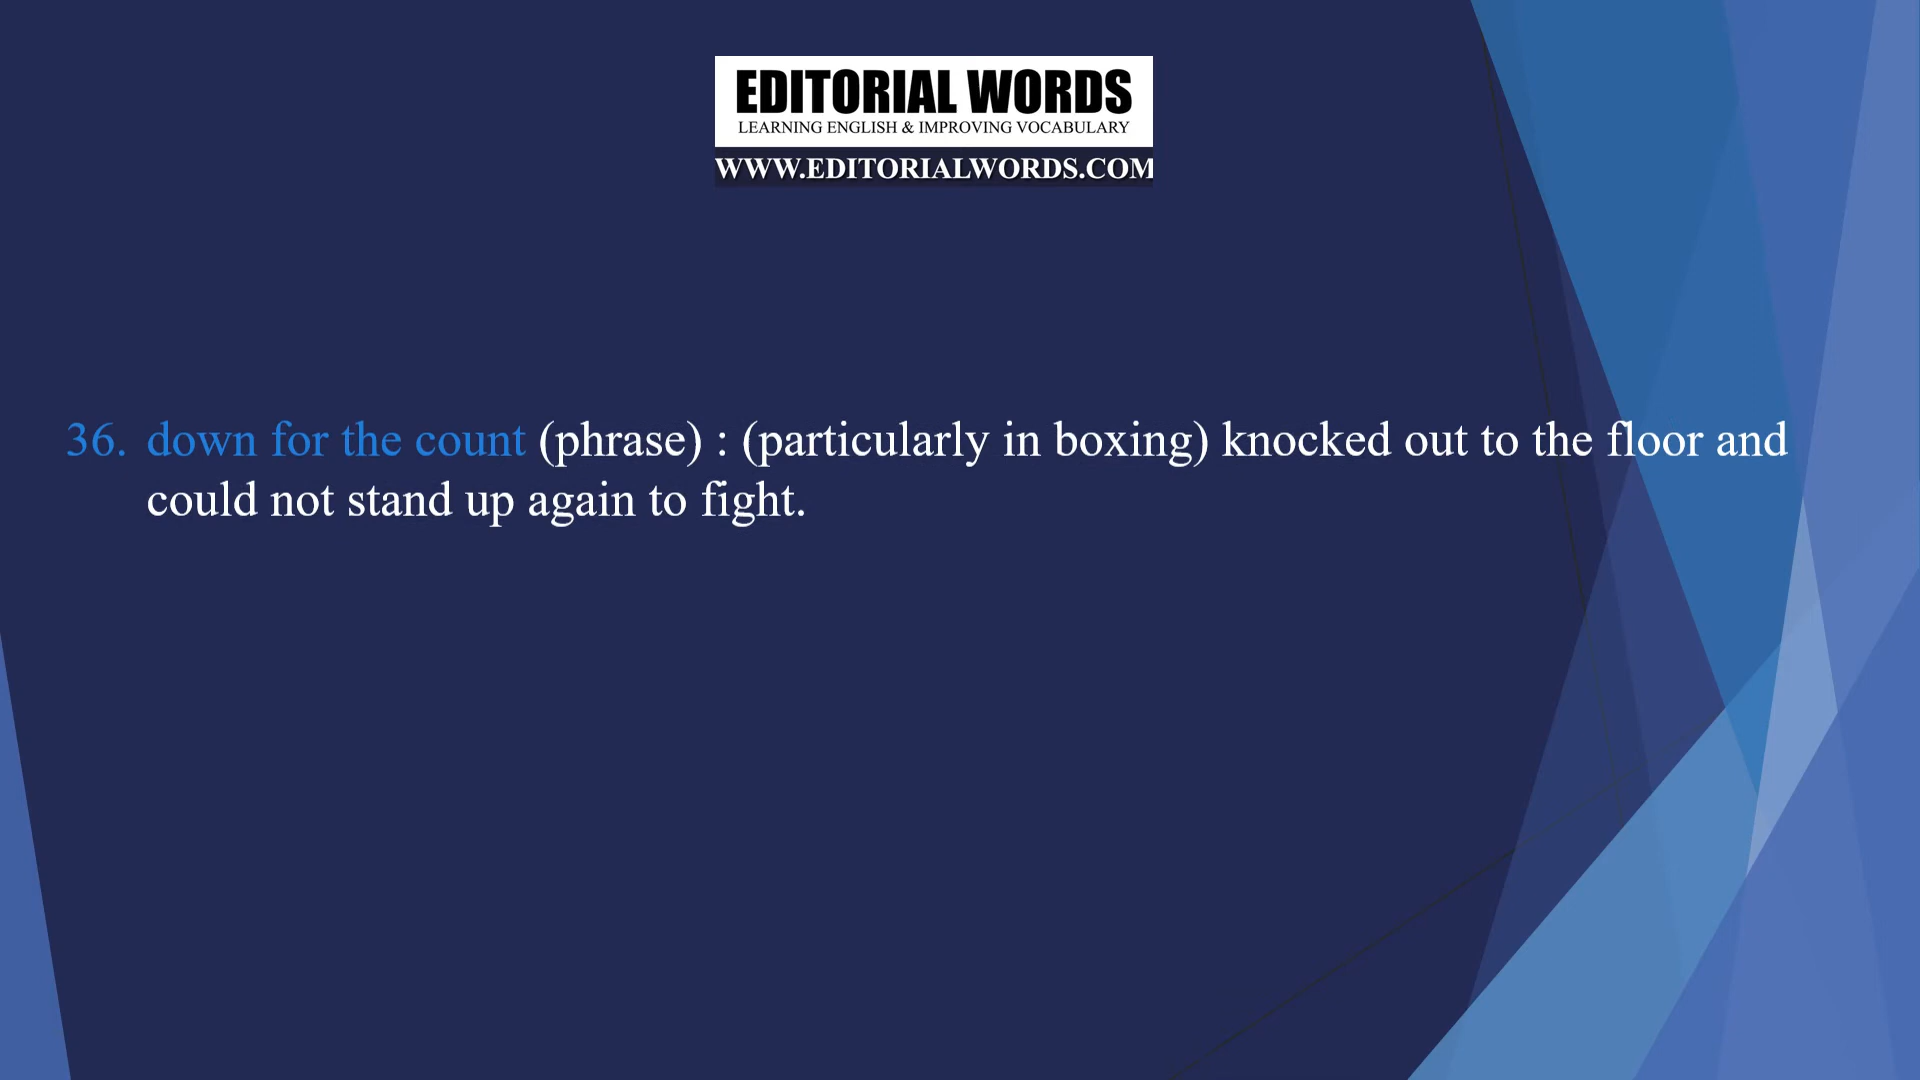 EDITORIAL WORDS
LEARNING ENGLISH & IMPROVING VOCABULARY
WWW.EDITORIALWORDS.COM
36. down for the count (phrase) : (particularly in boxing) knocked out to the floor and
could not stand up again to fight.